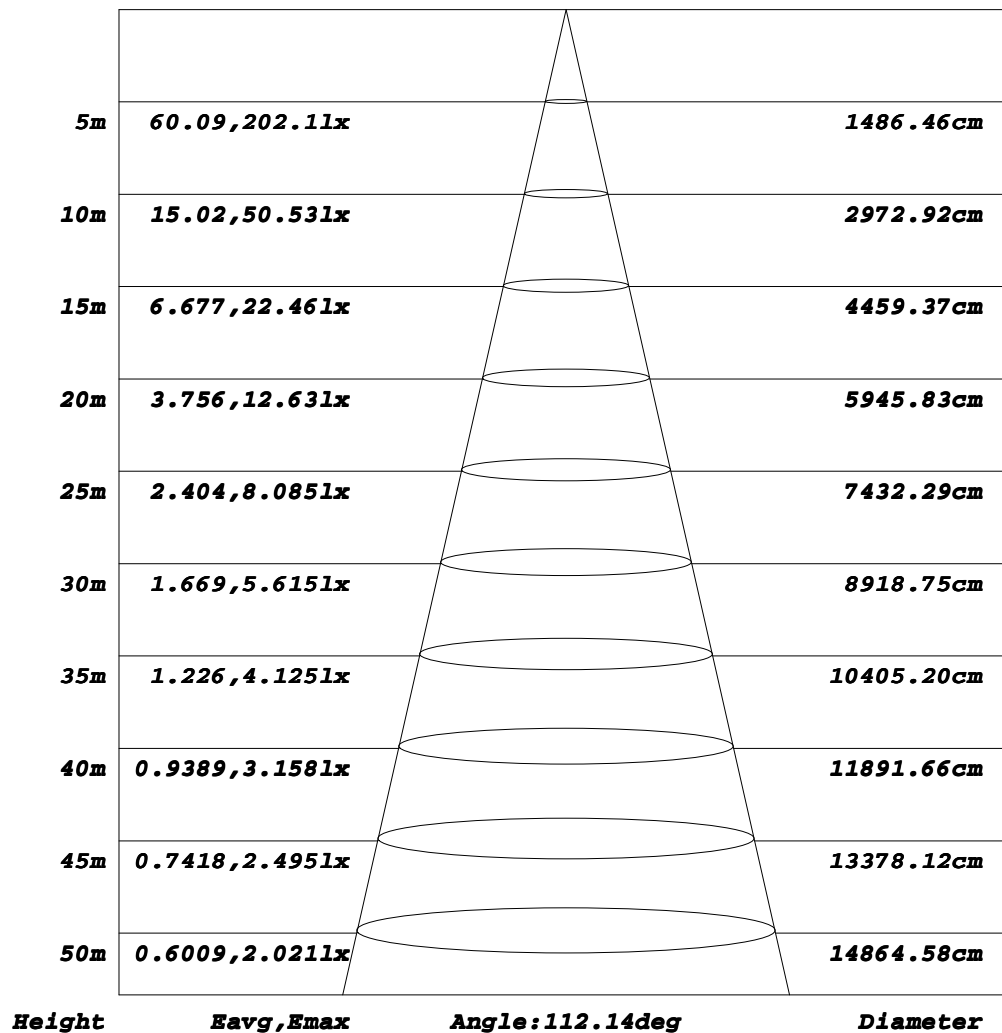 5m 60.09,202.1lx 1486.46cm
10m 15.02,50.53lx 2972.92cm
15m 6.677,22.46lx 4459.37cm
20m 3.756,12.63lx 5945.83cm
25m 2.404,8.085lx 7432.29cm
30m 1.669,5.615lx 8918.75cm
35m 1.226,4.125lx 10405.20cm
40m 0.9389,3.158lx 11891.66cm
45m 0.7418,2.495lx 13378.12cm
50m 0.6009,2.021lx 14864.58cm
Height Eavg,Emax Angle:112.14deg Diameter